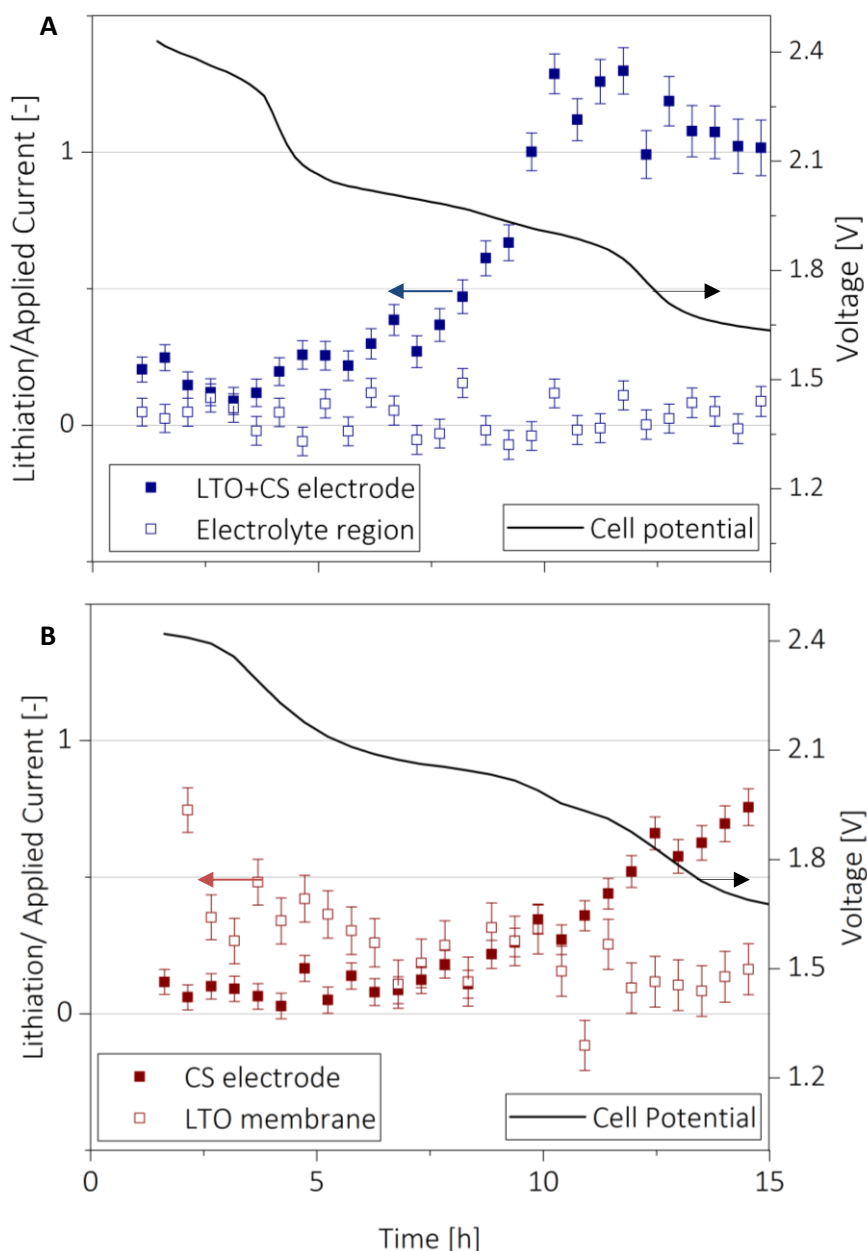 A
Lithiation/Applied Current [-]
1
0
2.4
2.1
1.8
1.5
1.2
Voltage [V]
LTO+CS electrode
Electrolyte region
Cell potential
B
Lithiation/ Applied Current [-]
1
0
2.4
2.1
1.8
1.5
1.2
Voltage [V]
CS electrode
LTO membrane
Cell Potential
0
5
10
15
Time [h]